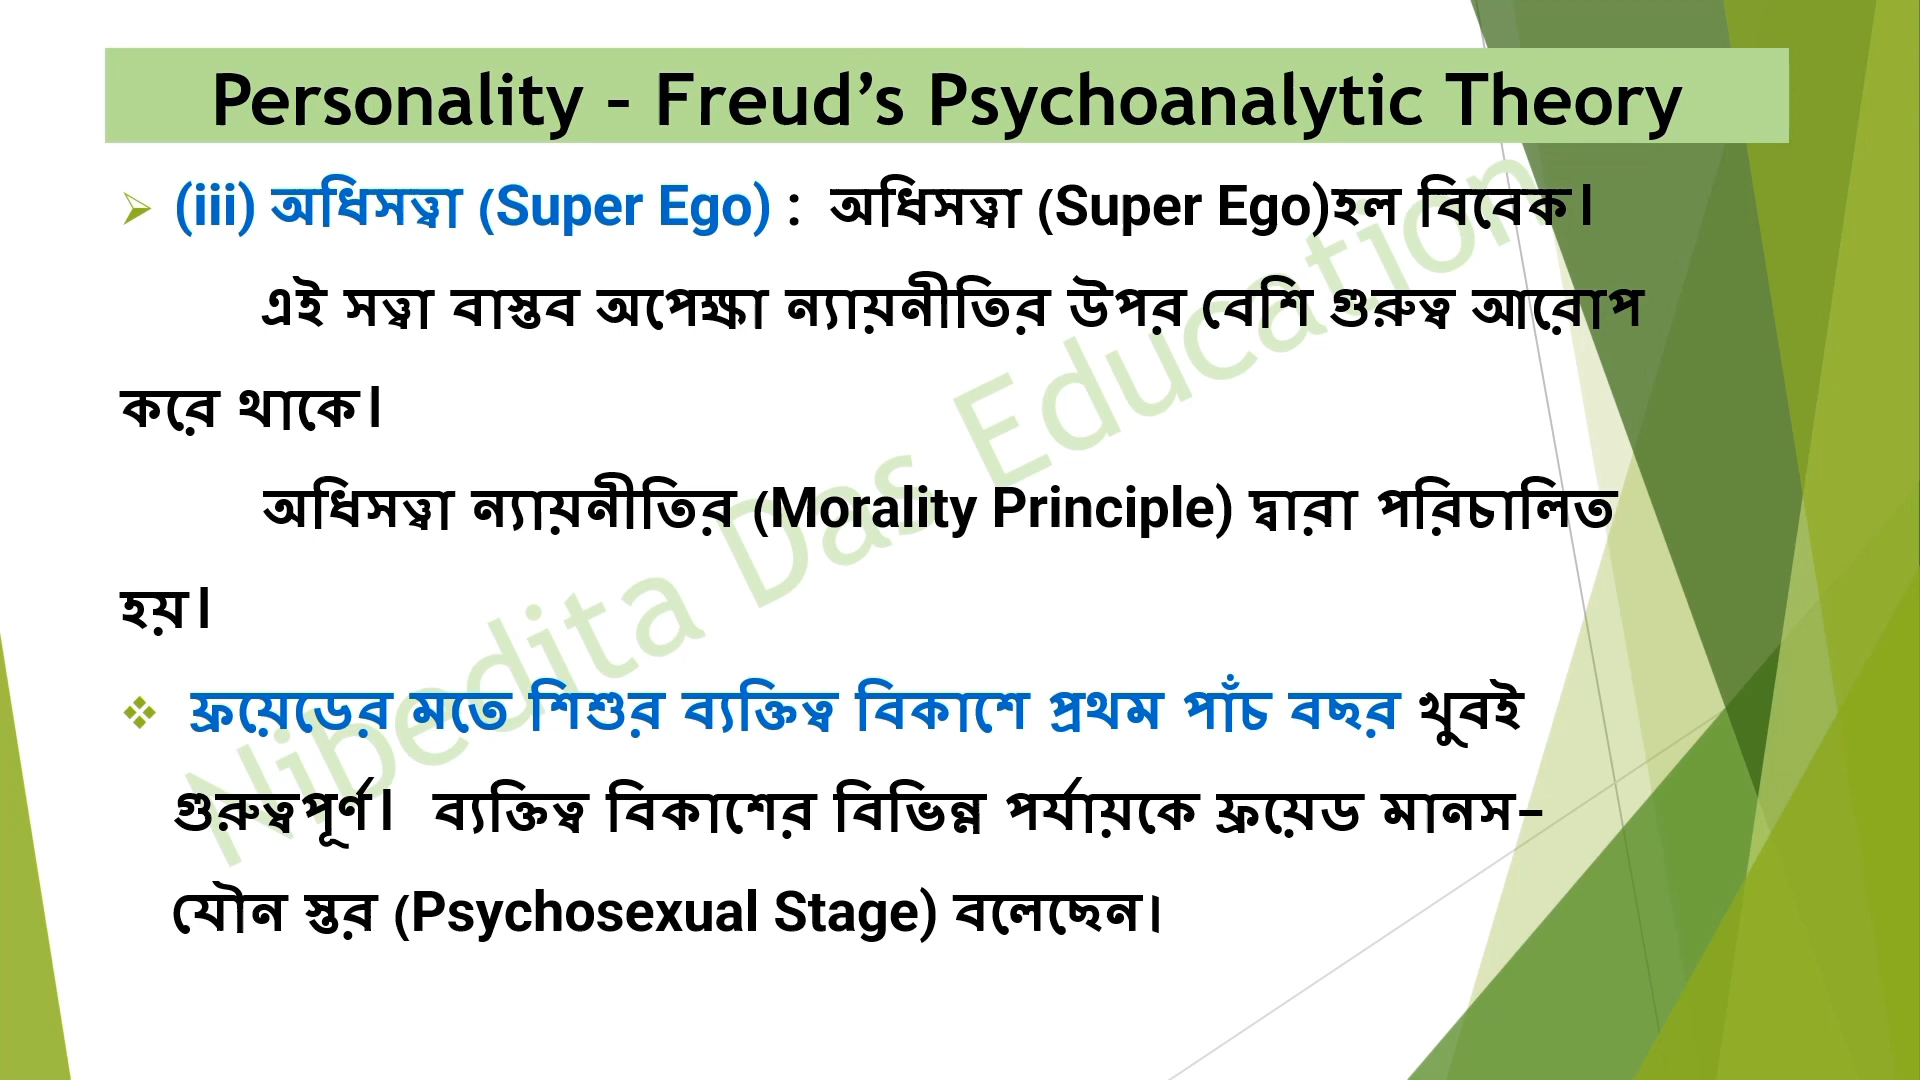 Personality – Freud’s Psychoanalytic Theory
(iii) অধিসত্ত্বা (Super Ego) : অধিসত্ত্বা (Super Ego)হল বিবেক।
এই সত্ত্বা বাস্তব অপেক্ষা ন্যায়নীতির উপর বেশি গুরুত্ব আরোপ
করে থাকে।
অধিসত্ত্বা ন্যায়নীতির (Morality Principle) দ্বারা পরিচালিত
হয়।
ফ্রয়েডের মতে শিশুর ব্যক্তিত্ব বিকাশে প্রথম পাঁচ বছর খুবই
গুরুত্বপূর্ণ। ব্যক্তিত্ব বিকাশের বিভিন্ন পর্যায়কে ফ্রয়েড মানস–
যৌন স্তর (Psychosexual Stage) বলেছেন।
Nibedita Das Education